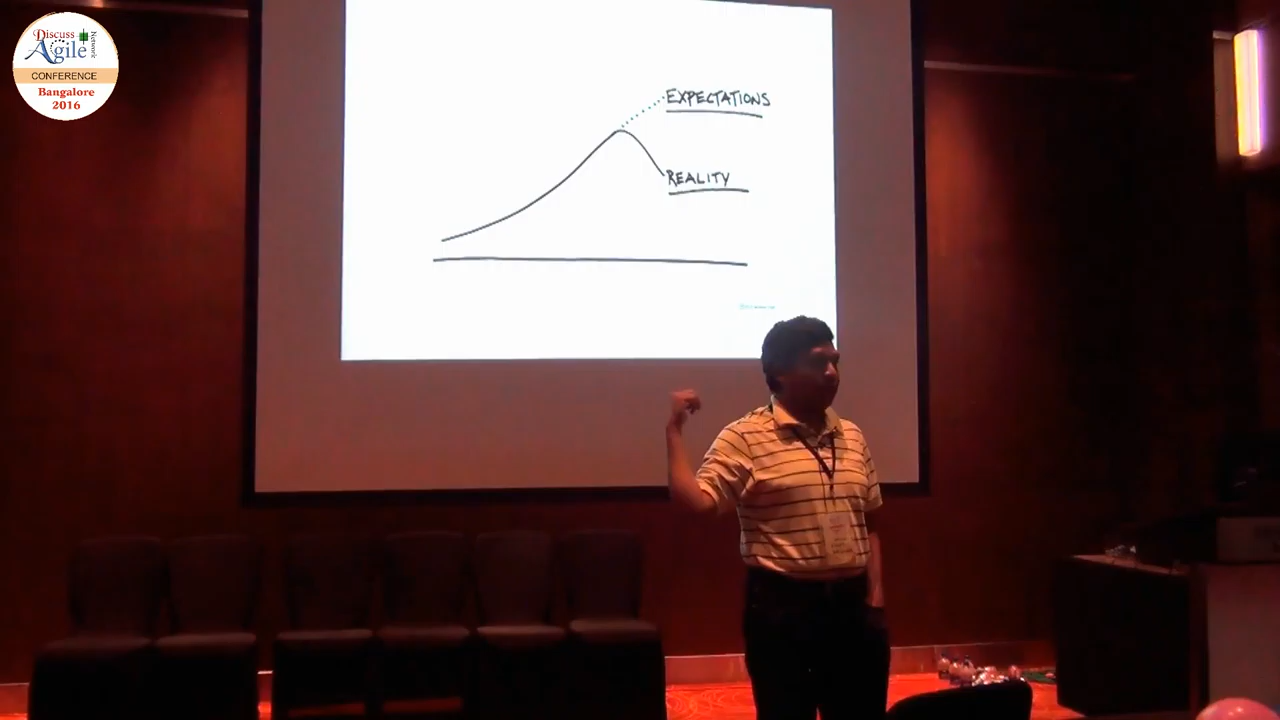 Discuss
Agile
Network
CONFERENCE
Bangalore
2016
EXPECTATIONS
REALITY